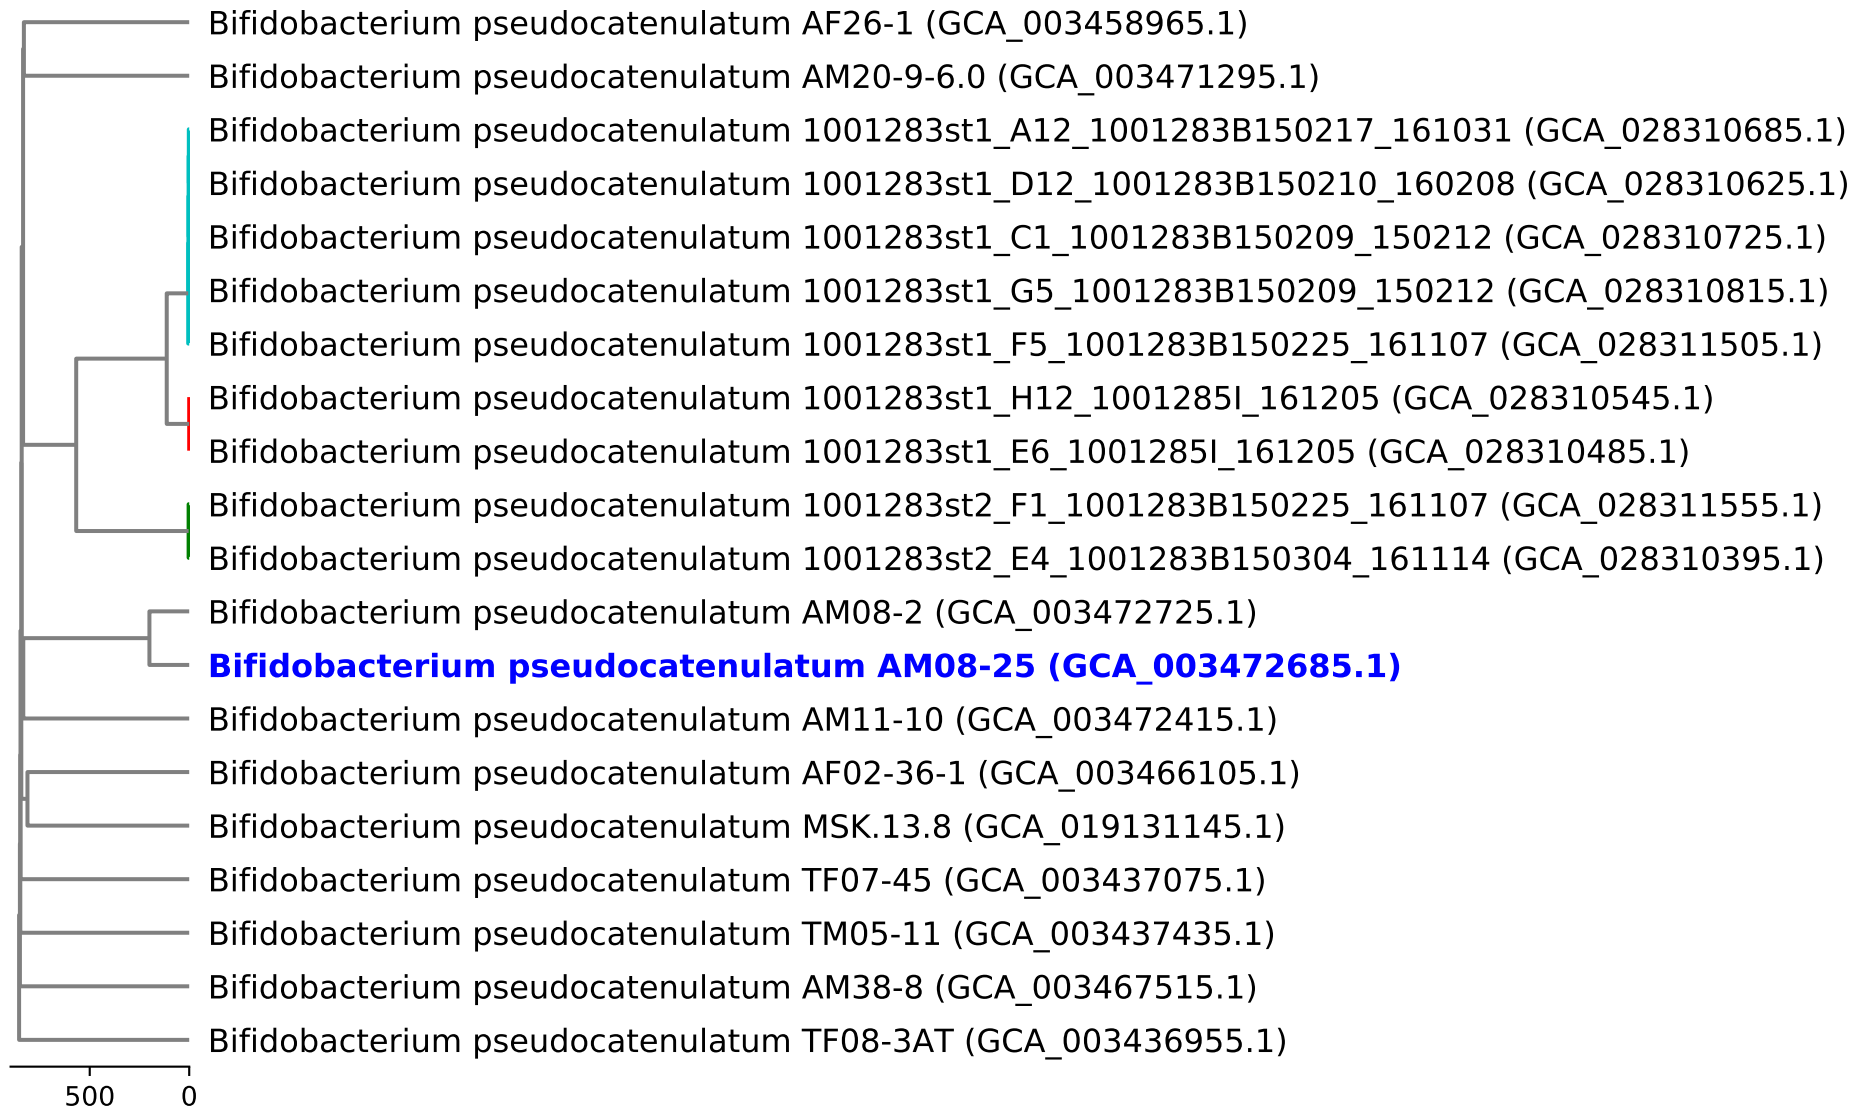 Bifidobacterium pseudocatenulatum AF26-1 (GCA_003458965.1)
Bifidobacterium pseudocatenulatum AM20-9-6.0 (GCA_003471295.1)
Bifidobacterium pseudocatenulatum 1001283st1_A12_1001283B150217_161031 (GCA_028310685.1)
Bifidobacterium pseudocatenulatum 1001283st1_D12_1001283B150210_160208 (GCA_028310625.1)
Bifidobacterium pseudocatenulatum 1001283st1_C1_1001283B150209_150212 (GCA_028310725.1)
Bifidobacterium pseudocatenulatum 1001283st1_G5_1001283B150209_150212 (GCA_028310815.1)
Bifidobacterium pseudocatenulatum 1001283st1_F5_1001283B150225_161107 (GCA_028311505.1)
Bifidobacterium pseudocatenulatum 1001283st1_H12_1001285I_161205 (GCA_028310545.1)
Bifidobacterium pseudocatenulatum 1001283st1_E6_1001285I_161205 (GCA_028310485.1)
Bifidobacterium pseudocatenulatum 1001283st2_F1_1001283B150225_161107 (GCA_028311555.1)
Bifidobacterium pseudocatenulatum 1001283st2_E4_1001283B150304_161114 (GCA_028310395.1)
Bifidobacterium pseudocatenulatum AM08-2 (GCA_003472725.1)
Bifidobacterium pseudocatenulatum AM08-25 (GCA_003472685.1)
Bifidobacterium pseudocatenulatum AM11-10 (GCA_003472415.1)
Bifidobacterium pseudocatenulatum AF02-36-1 (GCA_003466105.1)
Bifidobacterium pseudocatenulatum MSK.13.8 (GCA_019131145.1)
Bifidobacterium pseudocatenulatum TF07-45 (GCA_003437075.1)
Bifidobacterium pseudocatenulatum TM05-11 (GCA_003437435.1)
Bifidobacterium pseudocatenulatum AM38-8 (GCA_003467515.1)
Bifidobacterium pseudocatenulatum TF08-3AT (GCA_003436955.1)
500 0